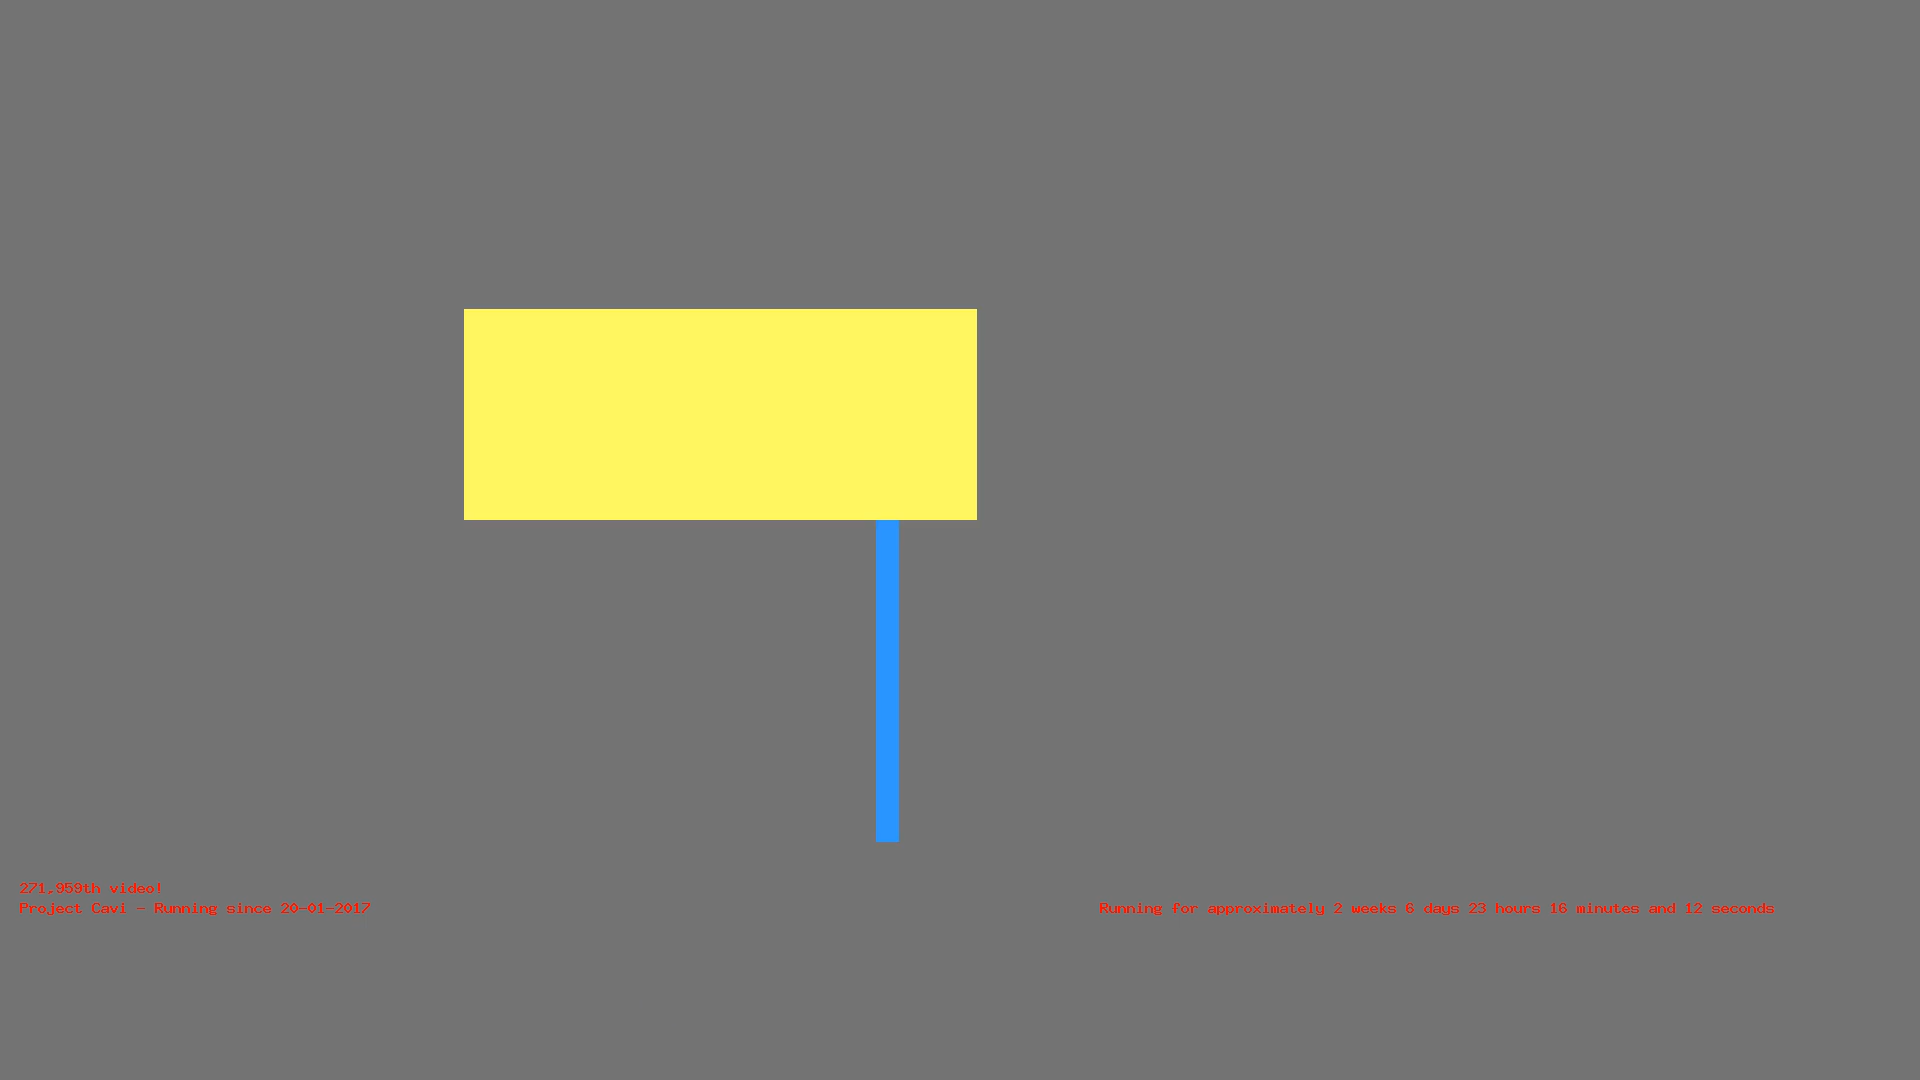 271,959th video!
Project Cavi - Running since 20-01-2017
Running for approximately 2 weeks 6 days 23 hours 16 minutes and 12 seconds